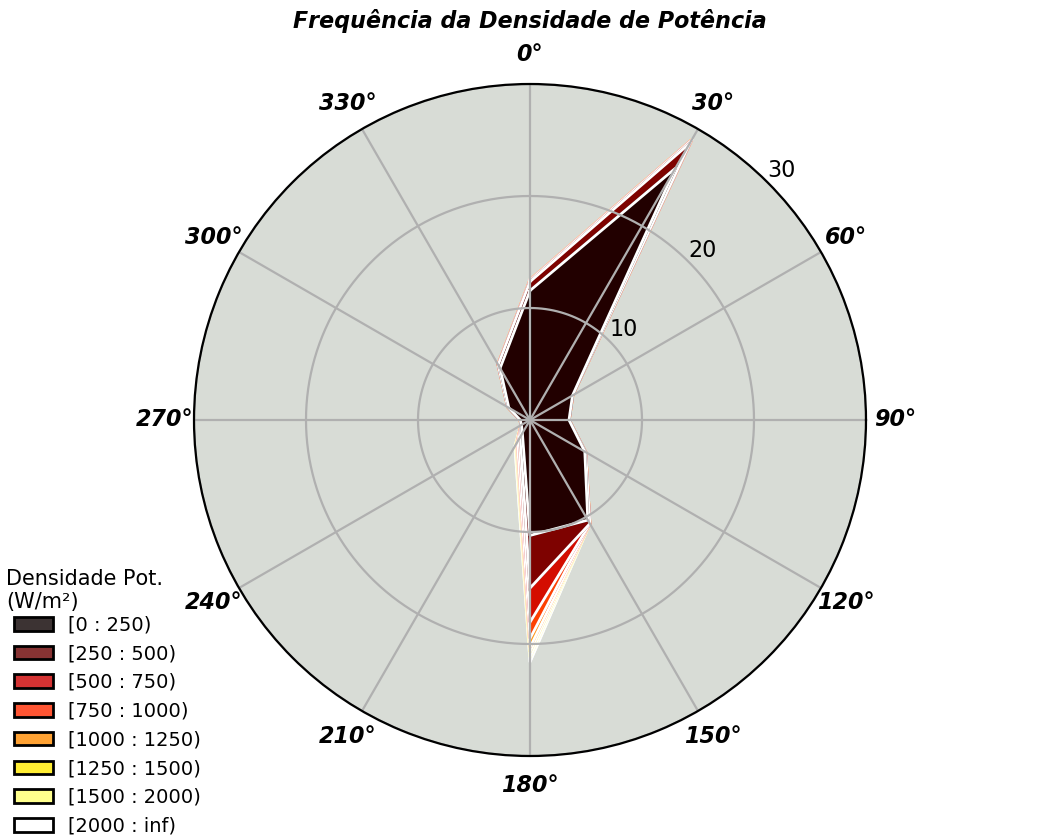 Frequência da Densidade de Potência
0°
330°
30°
30
300°
60°
20
10
270°
90°
Densidade Pot.
(W/m²)
240°
120°
[0 : 250)
[250 : 500)
[500 : 750)
[750 : 1000)
210°
150°
[1000 : 1250)
[1250 : 1500)
180°
[1500 : 2000)
[2000 : inf)